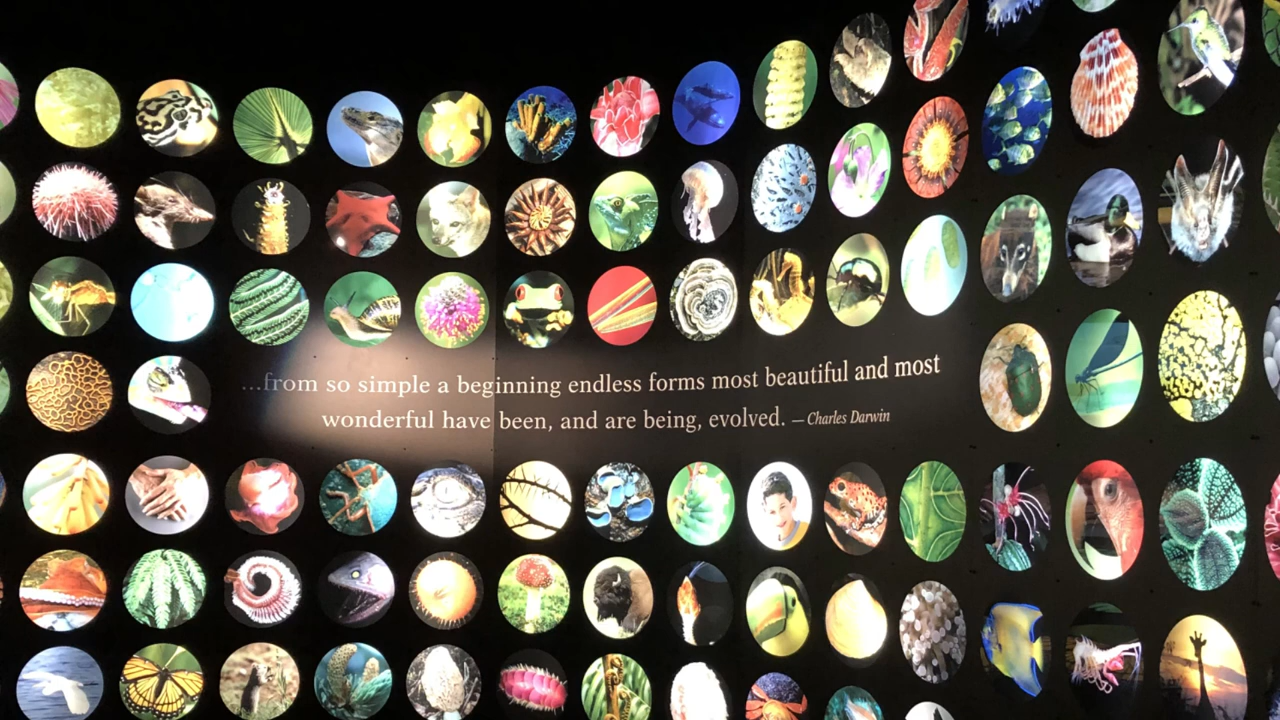 ...from so simple a beginning endless forms most beautiful and most
wonderful have been, and are being, evolved. — Charles Darwin